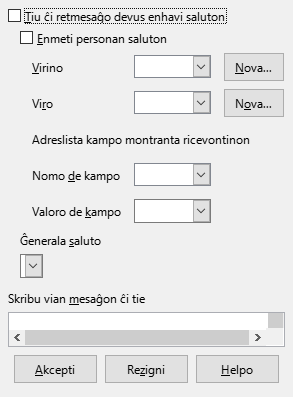 Tiu ĉi retmesaĝo devus enhavi saluton
Enmeti personan saluton
Virino Nova...
Viro Nova...
Adreslista kampo montranta ricevontinon
Nomo de kampo
Valoro de kampo
Ĝenerala saluto
Skribu vian mesaĝon ĉi tie
Akcepti Rezigni Helpo